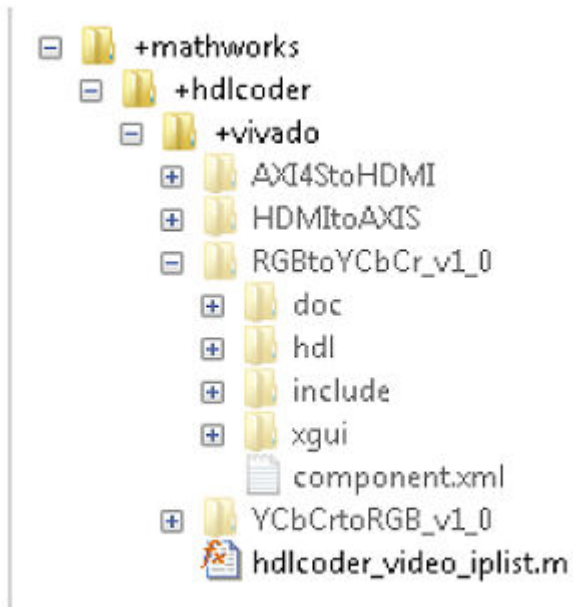 +mathworks
+hdlcoder
+vivado
AXI4StoHDMI
HDMItoAXIS
RGBtoYCbCr_v1_0
doc
hdl
include
xgui
component.xml
YCbCrtoRGB_v1_0
hdlcoder_video_iplist.m